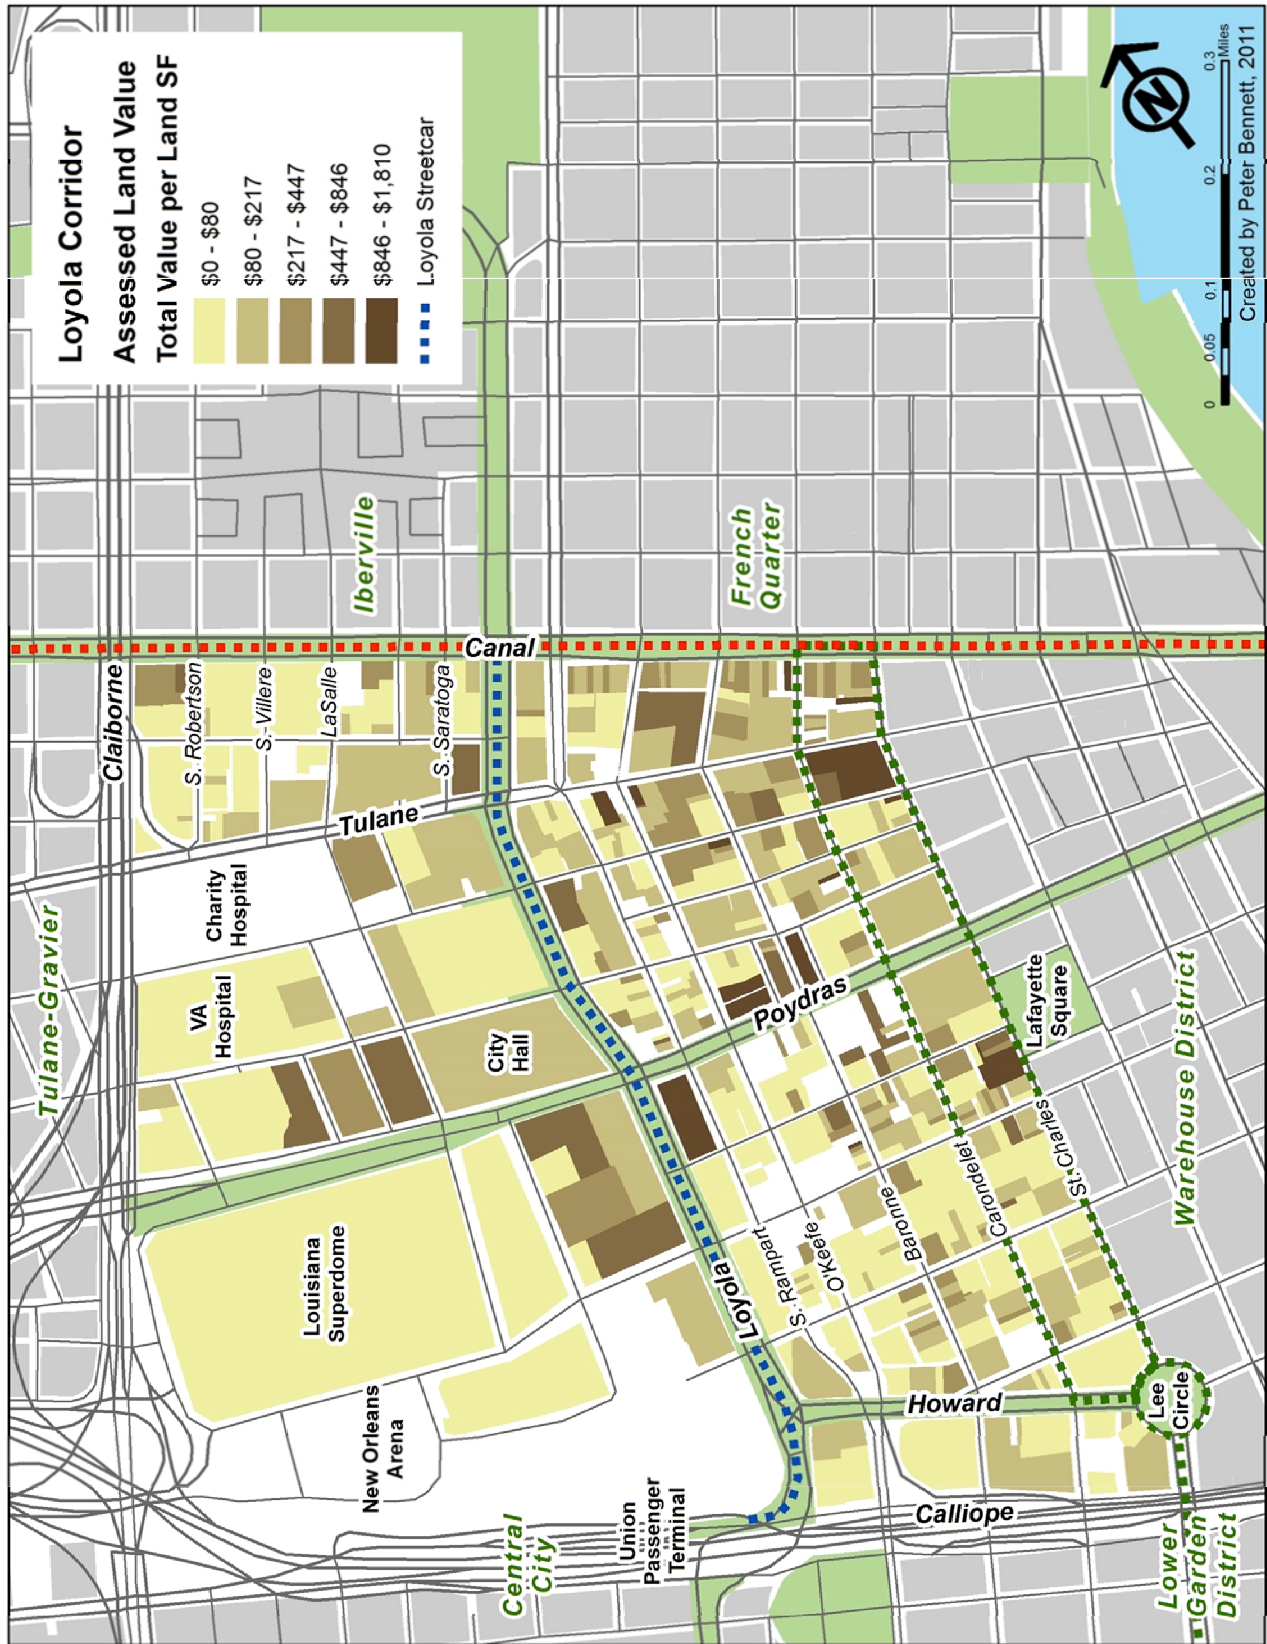 Loyola Corridor
Assessed Land Value
Total Value per Land SF
$0 - $80
$80 - $217
$217 - $447
$447 - $846
$846 - $1,810
Loyola Streetcar
Iberville
French
Quarter
Canal
Claiborne
S. Robertson
S. Villere
LaSalle
S. Saratoga
Tulane
Tulane-Gravier
Charity
Hospital
VA
Hospital
City
Hall
Poydras
Lafayette
Square
Warehouse District
Louisiana
Superdome
New Orleans
Arena
Loyola
S. Rampart
O'Keefe
Baronne
Carondelet
St. Charles
Howard
Lee
Circle
Calliope
Union
Passenger
Terminal
Central
City
Lower
Garden
District
N
0 0.05 0.1 0.2 0.3
Miles
Created by Peter Bennett, 2011